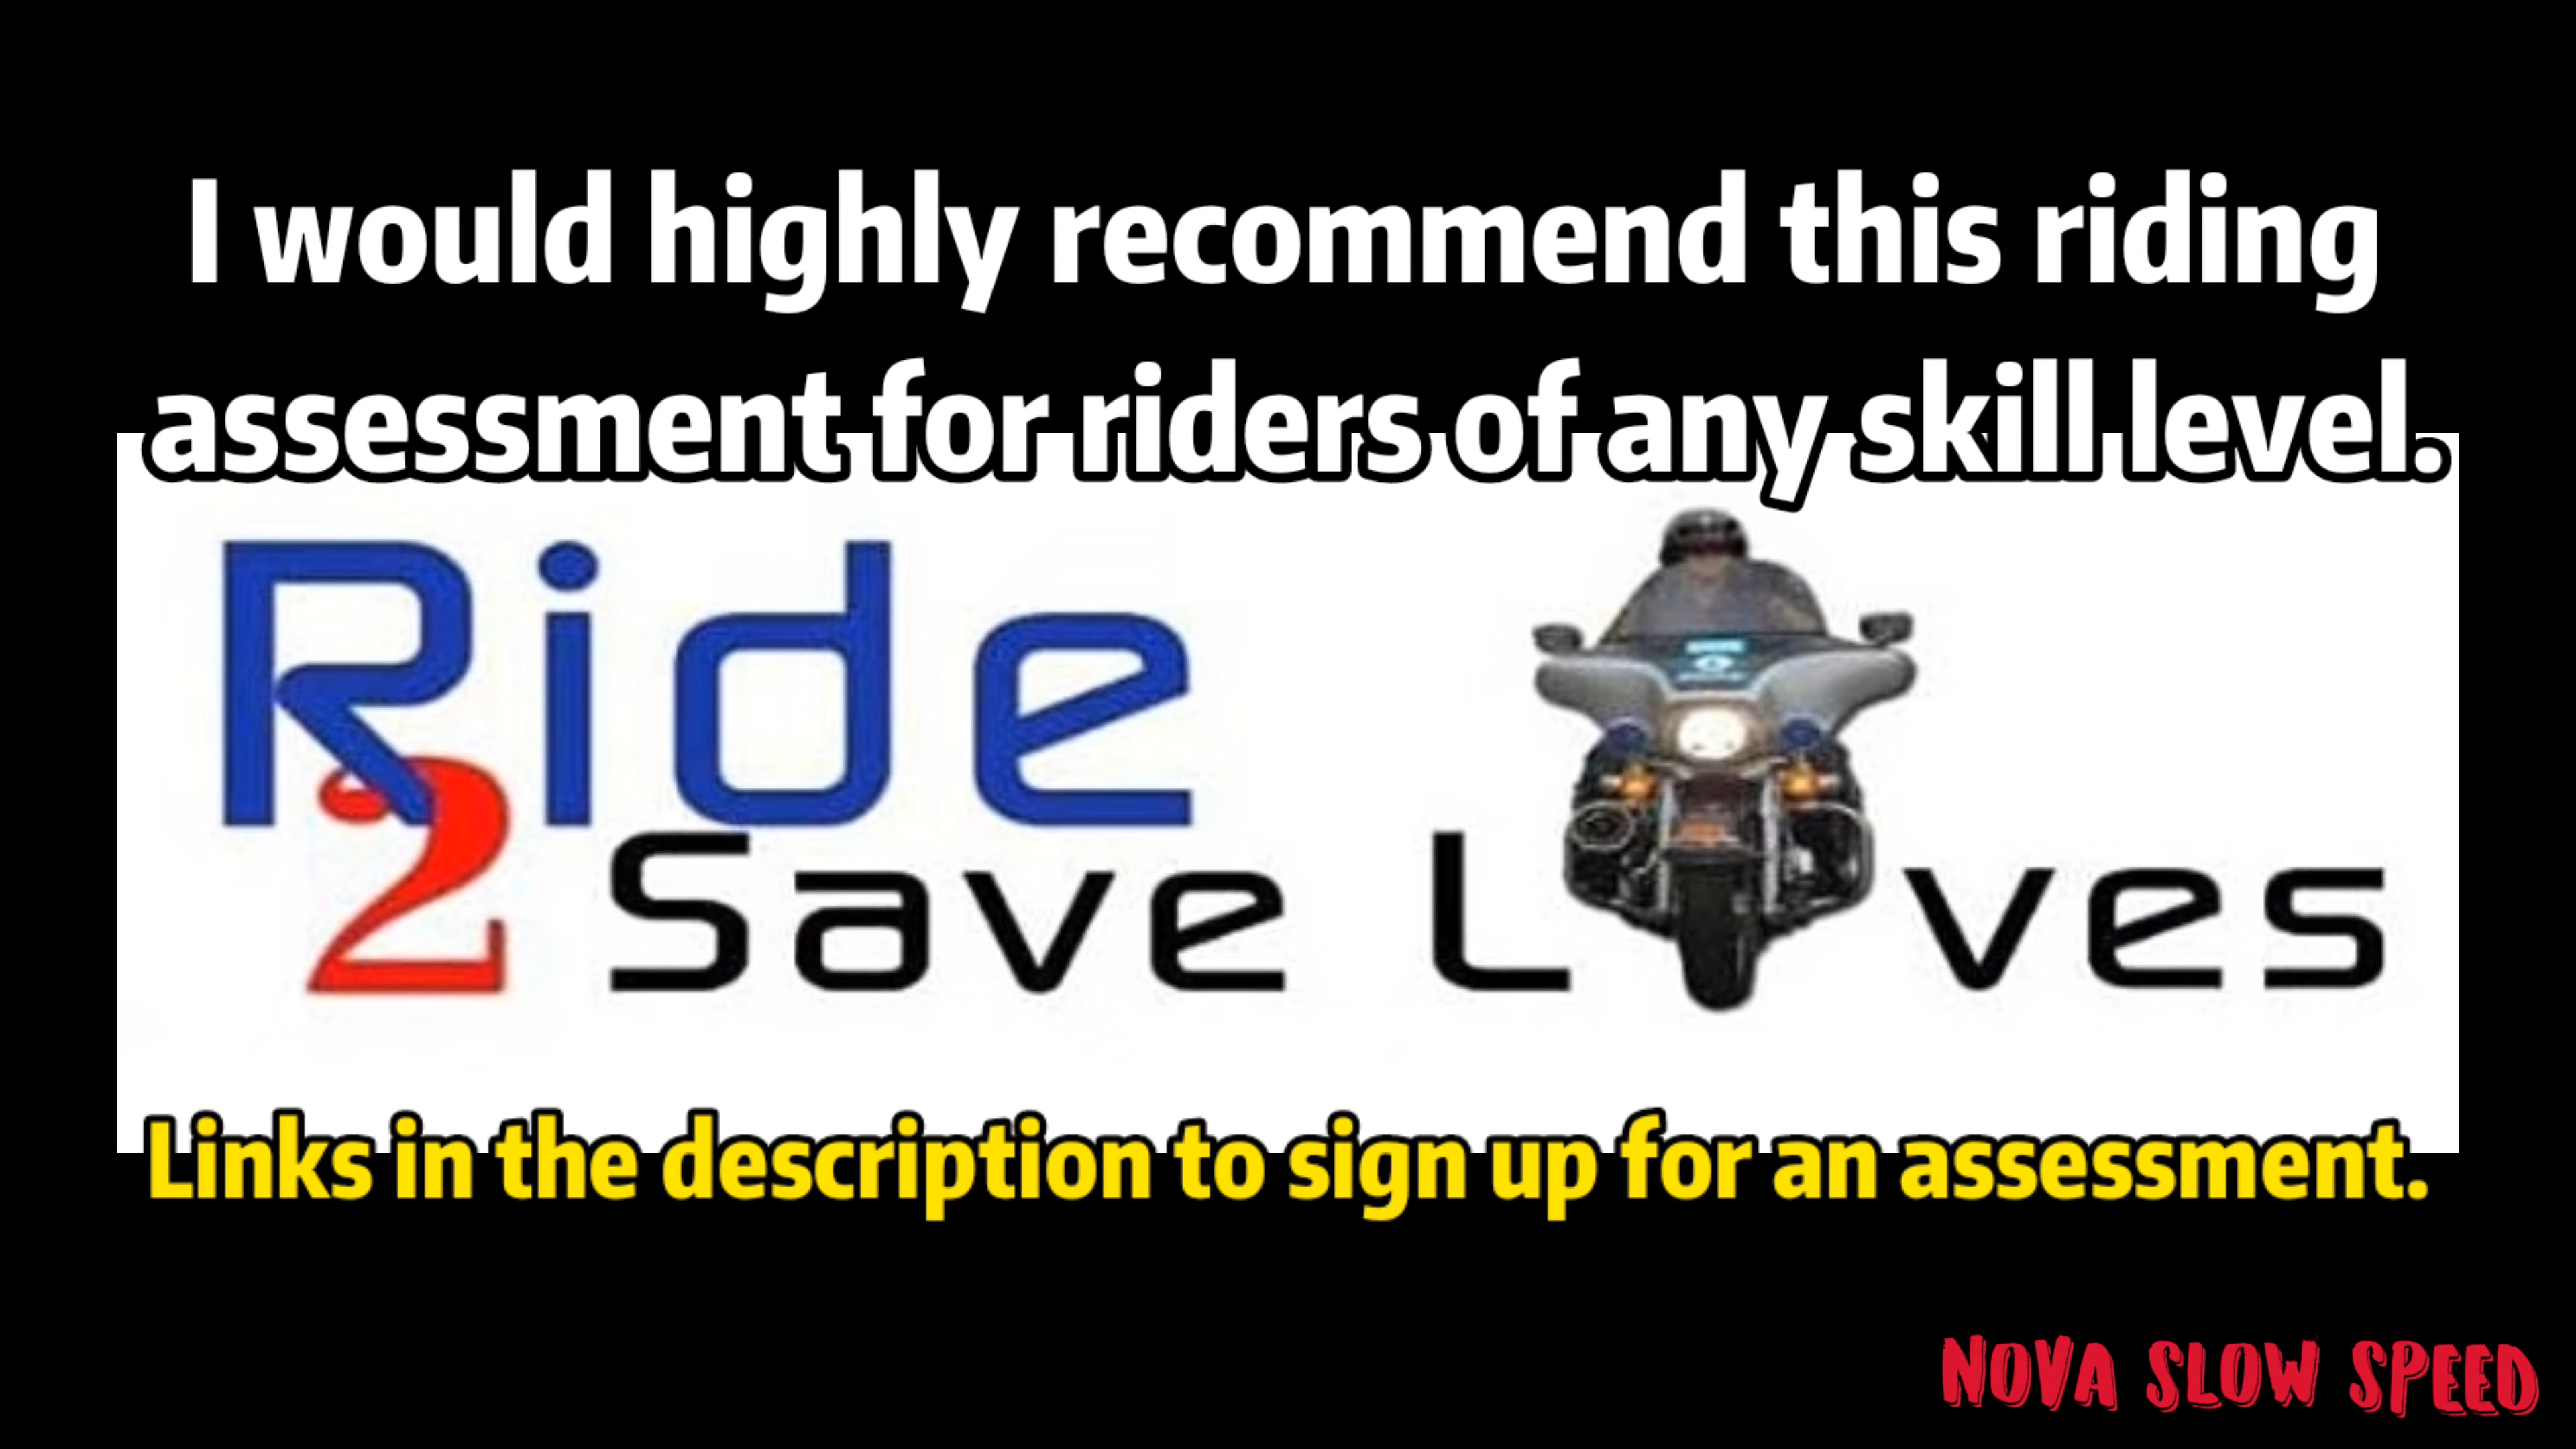 I would highly recommend this riding
assessment for riders of any skill level.
Ride
2 Save Lives
Links in the description to sign up for an assessment.
NOVA SLOW SPEED